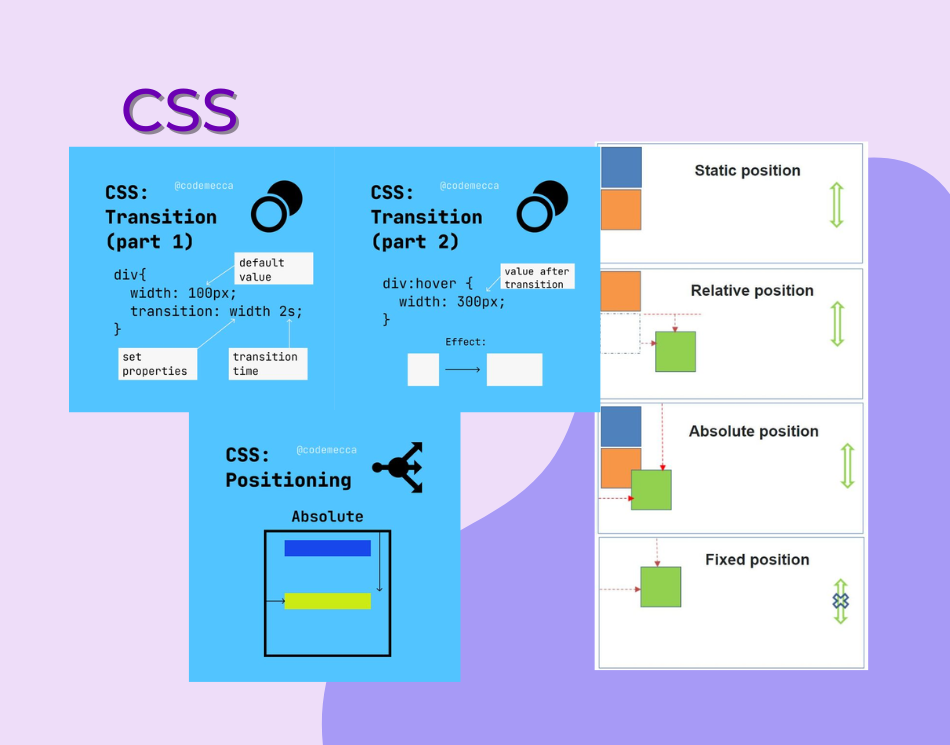 CSS
@codemecca
CSS:
Transition
(part 1)
default
value
div{
width: 100px;
transition: width 2s;
}
set
properties
transition
time
@codemecca
CSS:
Transition
(part 2)
value after
transition
div:hover {
width: 300px;
}
Effect:
@codemecca
CSS:
Positioning
Absolute
Static position
Relative position
Absolute position
Fixed position